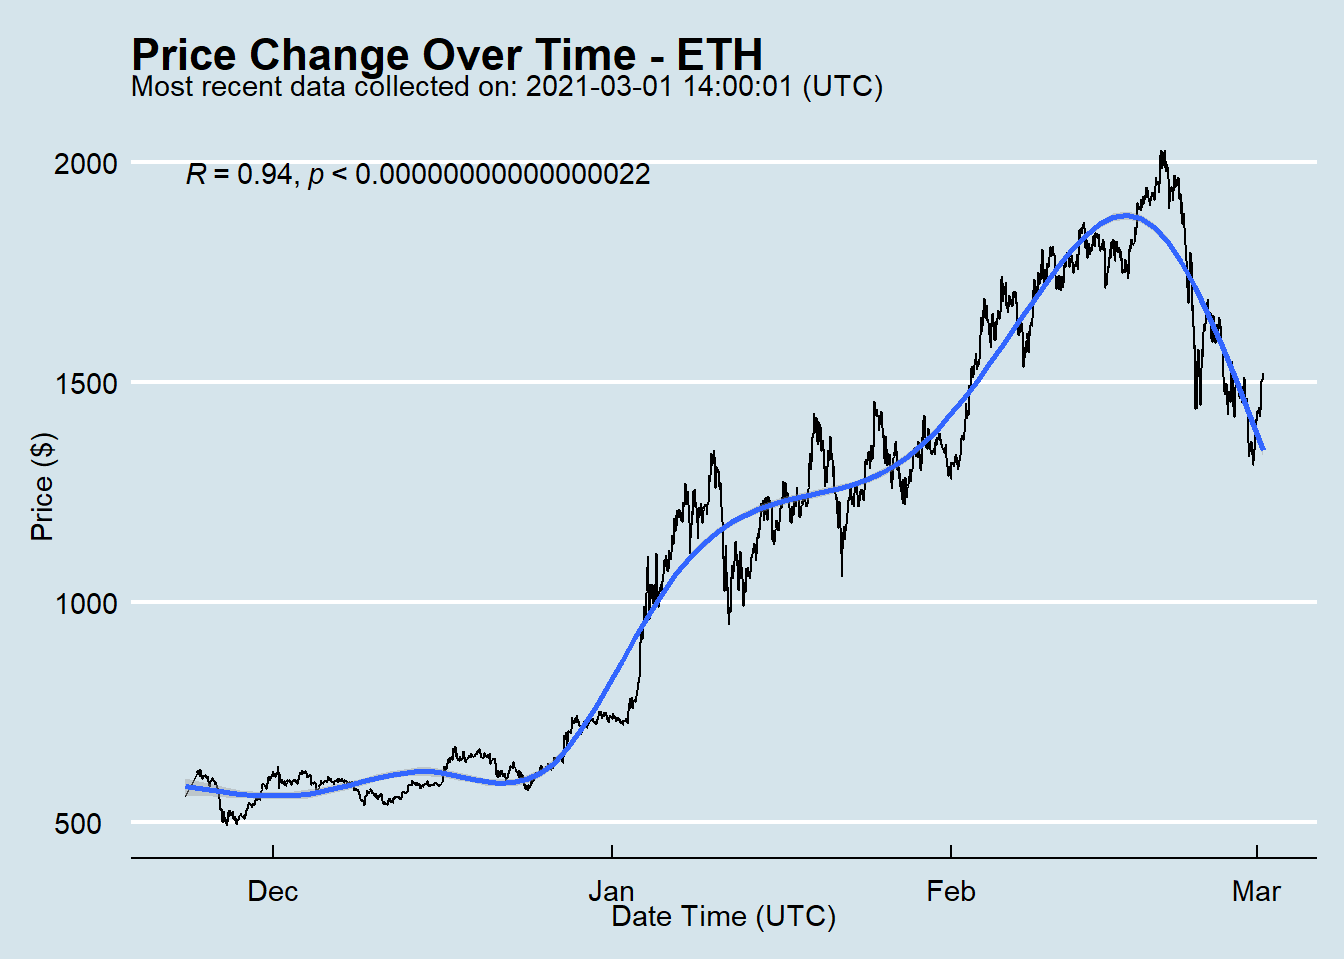 Price Change Over Time - ETH
Most recent data collected on: 2021-03-01 14:00:01 (UTC)
R = 0.94, p < 0.00000000000000022
2000
1500
1000
500
Price ($)
Dec Jan Feb Mar
Date Time (UTC)